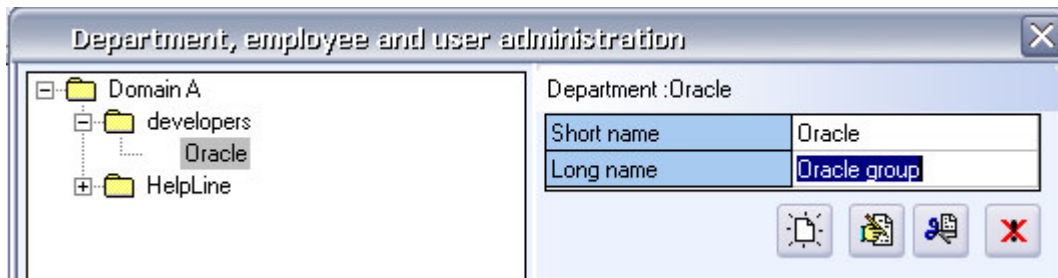 Department, employee and user administration
Domain A
developers
Oracle
HelpLine
Department :Oracle
Short name Oracle
Long name Oracle group